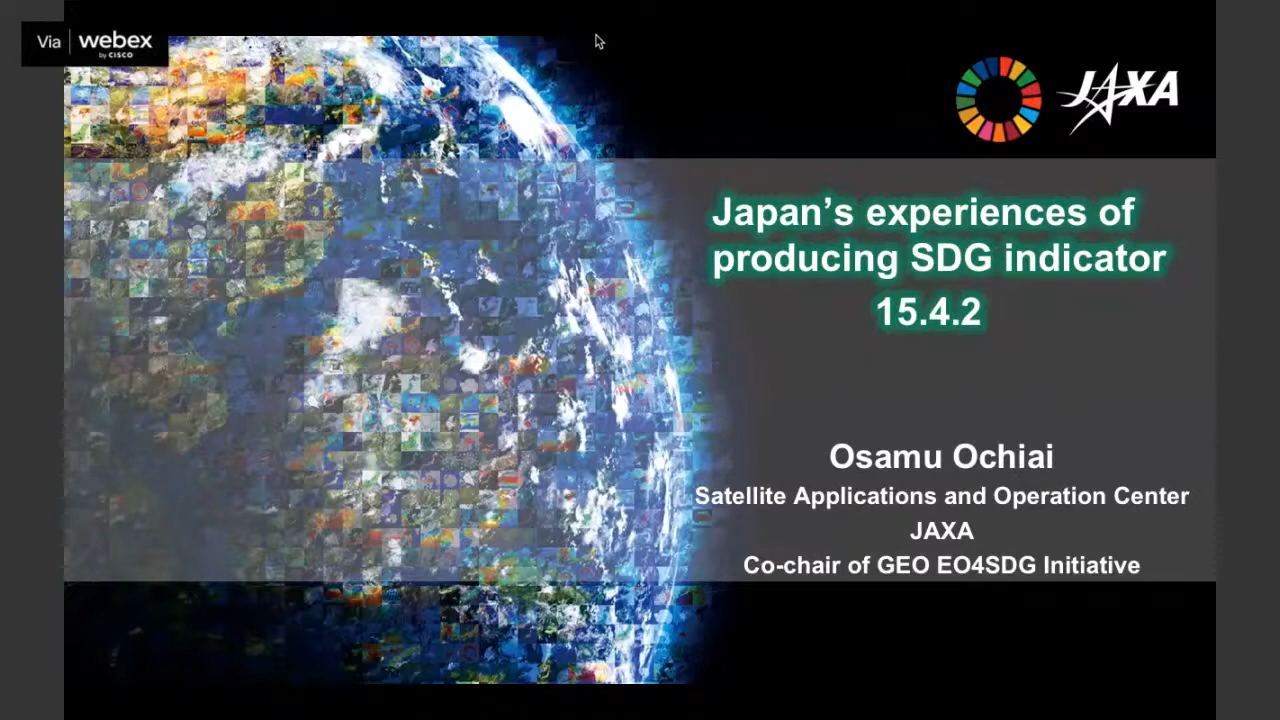 Via webex
by CISCO
JAXA
Japan’s experiences of
producing SDG indicator
15.4.2
Osamu Ochiai
Satellite Applications and Operation Center
JAXA
Co-chair of GEO EO4SDG Initiative